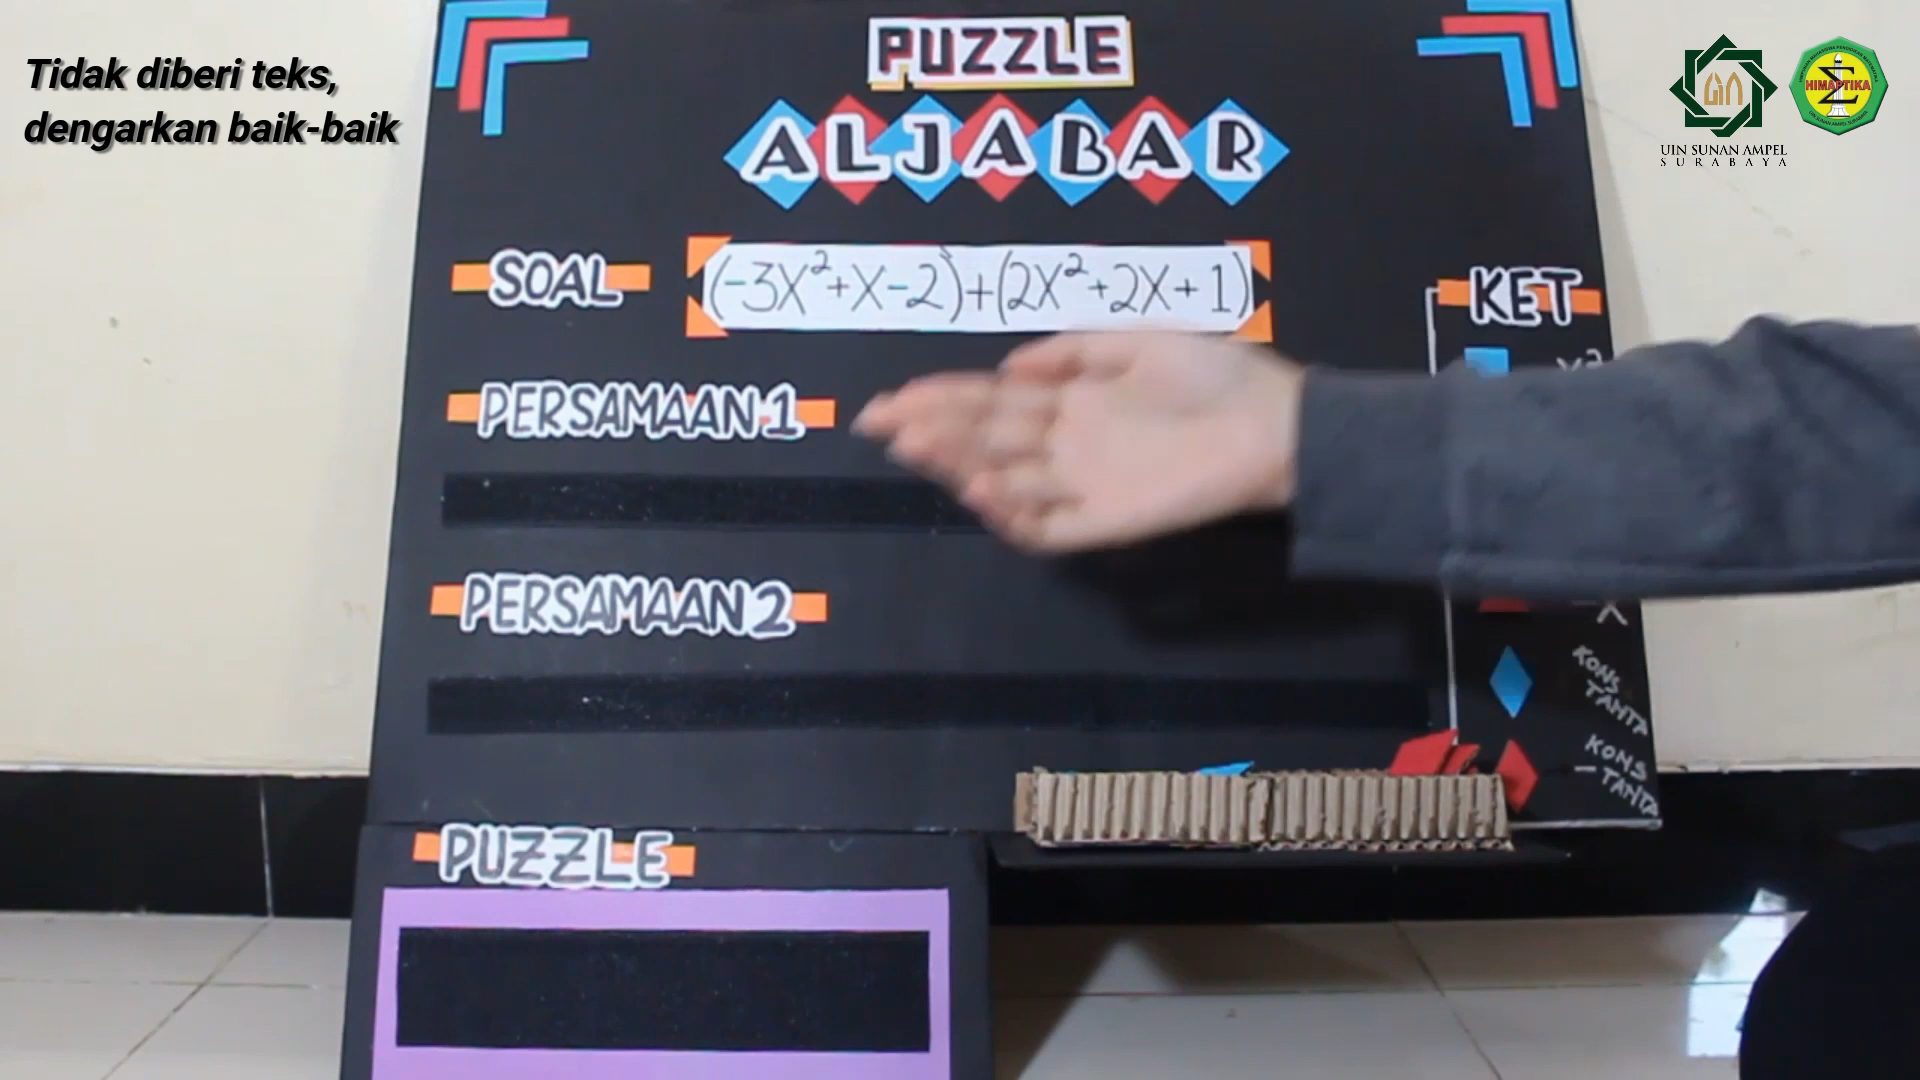 Tidak diberi teks,
dengarkan baik-baik
UIN SUNAN AMPEL
SURABAYA
HIMAPTIKA
PUZZLE
ALJABAR
SOAL
(-3X²+X-2)+(2X²+2X+1)
KET
X²
PERSAMAAN 1
PERSAMAAN 2
-X
KONS
TANTA
KONS
-TANTA
PUZZLE